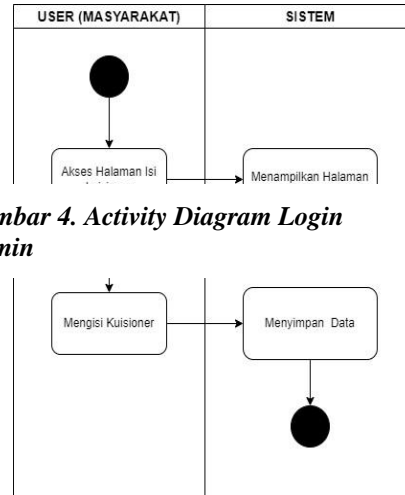 USER (MASYARAKAT) SISTEM
Akses Halaman Isi
Menampilkan Halaman
mbar 4. Activity Diagram Login
min
Mengisi Kuisioner
Menyimpan Data